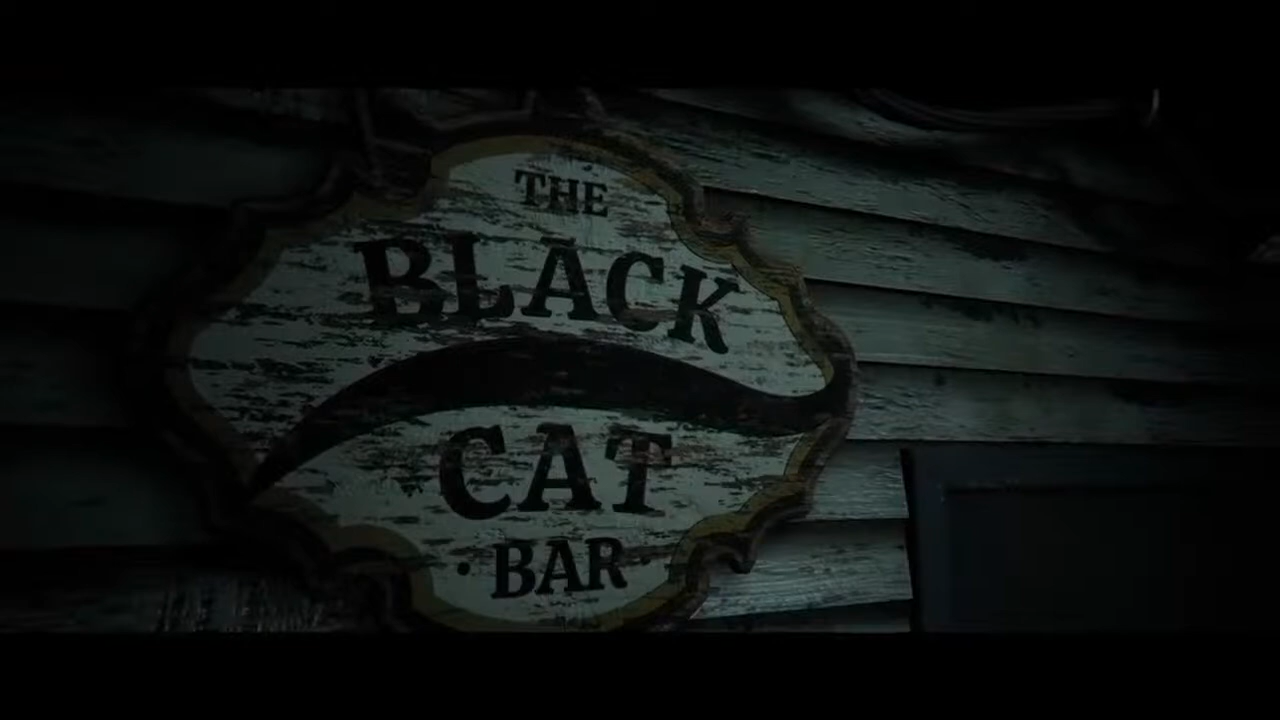 THE
BLACK
CAT
· BAR ·